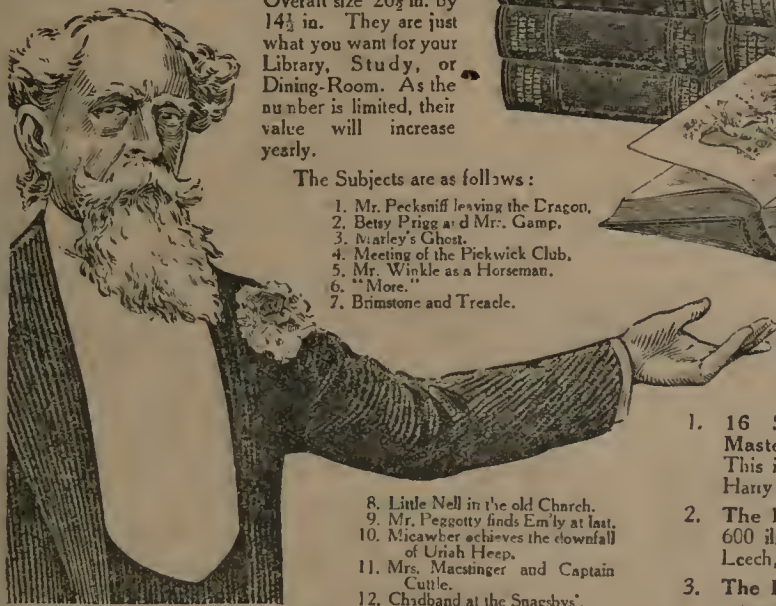 Overall size 20⅜ in. by
14½ in. They are just
what you want for your
Library, Study, or
Dining-Room. As the
number is limited, their
value will increase
yearly.
The Subjects are as follows :
1. Mr. Pecksniff leaving the Dragon.
2. Betsy Prigg and Mrs. Gamp.
3. Marley's Ghost.
4. Meeting of the Pickwick Club.
5. Mr. Winkle as a Horseman.
6. "More."
7. Brimstone and Treacle.
8. Little Nell in the old Church.
9. Mr. Peggotty finds Em'ly at last.
10. Micawber achieves the downfall
of Uriah Heep.
11. Mrs. Macstinger and Captain
Cuttle.
12. Chadband at the Snagsbys'.
1. 16
Maste
This i
Harry
2. The
600 il
Leech,
3. The